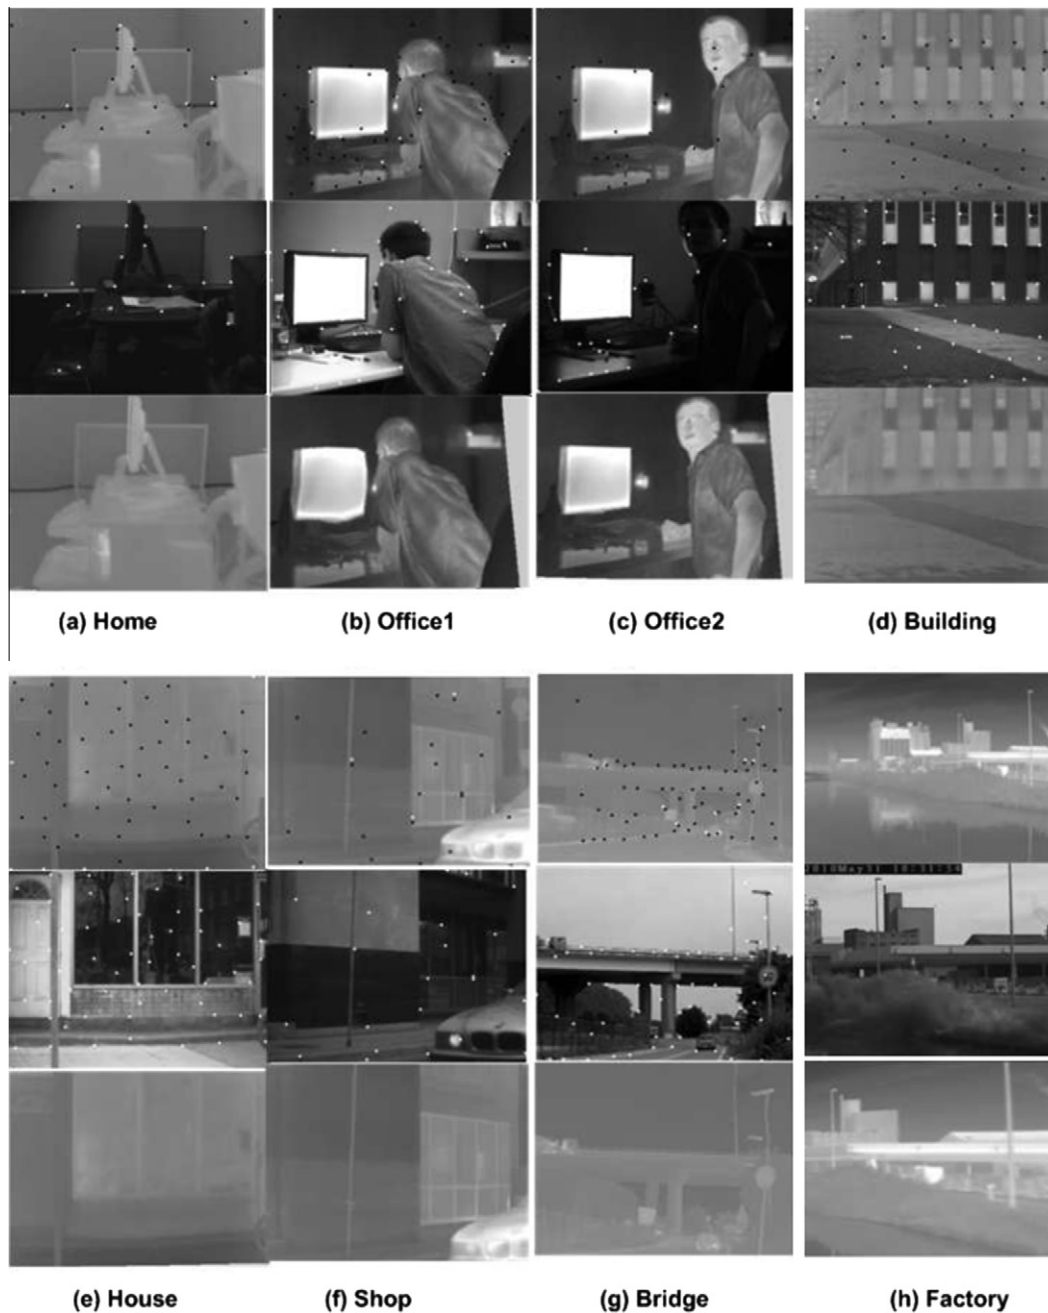 (a) Home
(b) Office1
(c) Office2
(d) Building
(e) House
(f) Shop
(g) Bridge
(h) Factory